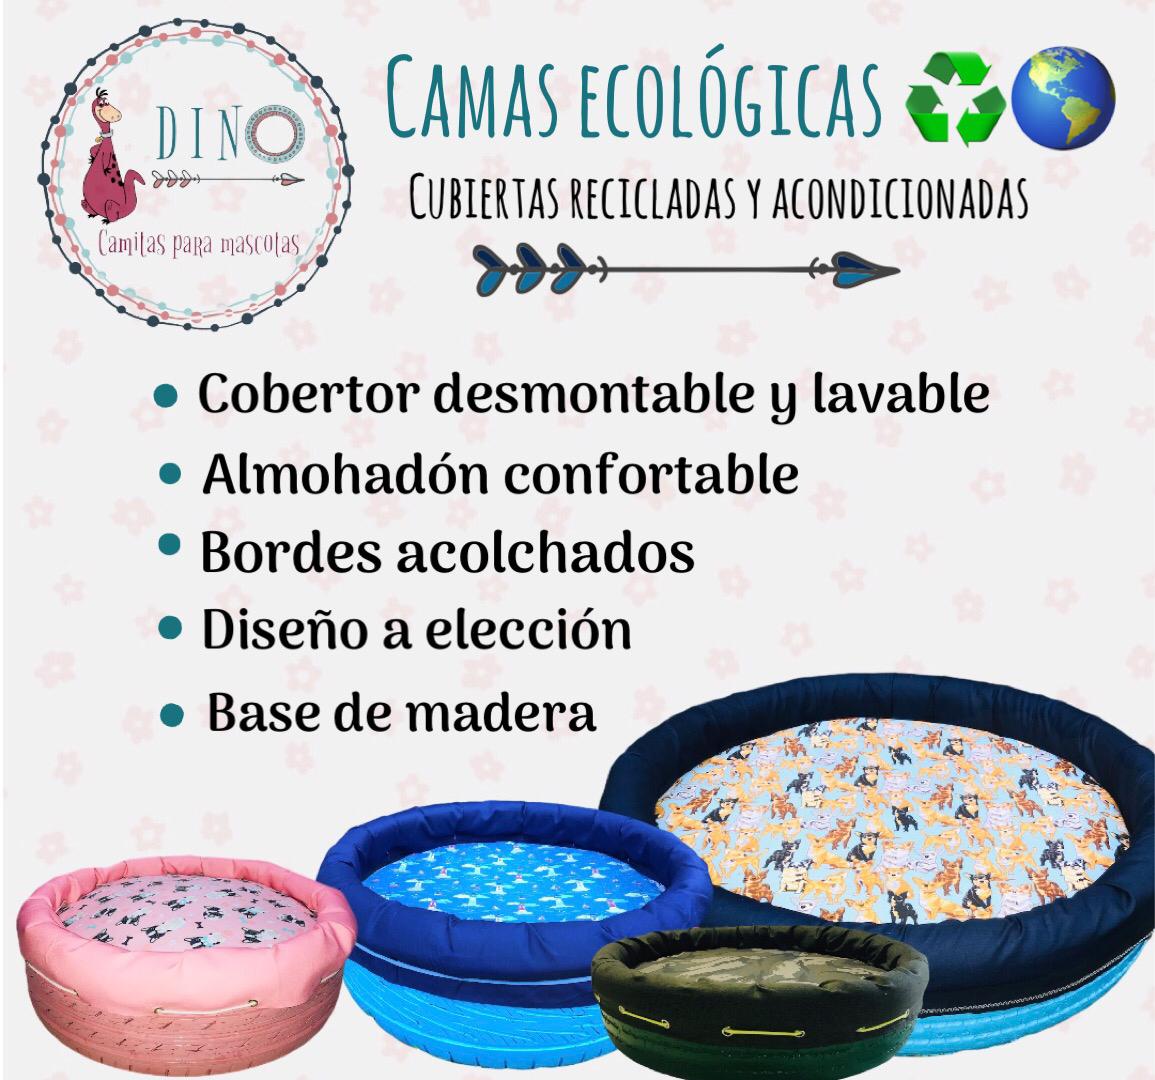 DINO
Camitas para mascotas
CAMAS ECOLÓGICAS
CUBIERTAS RECICLADAS Y ACONDICIONADAS
Cobertor desmontable y lavable
Almohadón confortable
Bordes acolchados
Diseño a elección
Base de madera